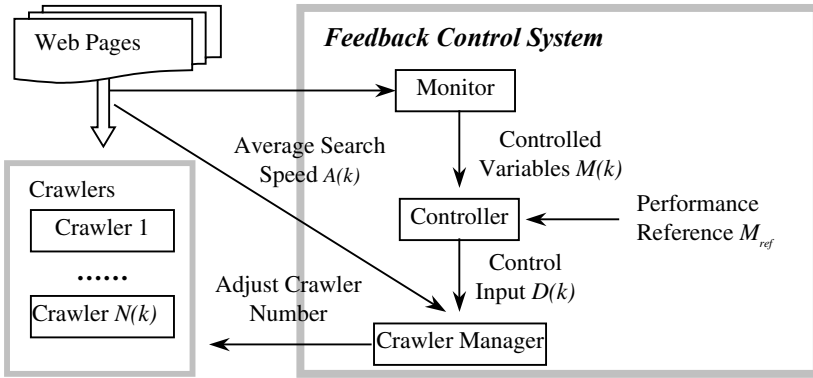 Web Pages
Feedback Control System
Monitor
Average Search
Speed A(k)
Controlled
Variables M(k)
Crawlers
Crawler 1
......
Crawler N(k)
Controller
Performance
Reference M_ref
Control
Input D(k)
Adjust Crawler
Number
Crawler Manager